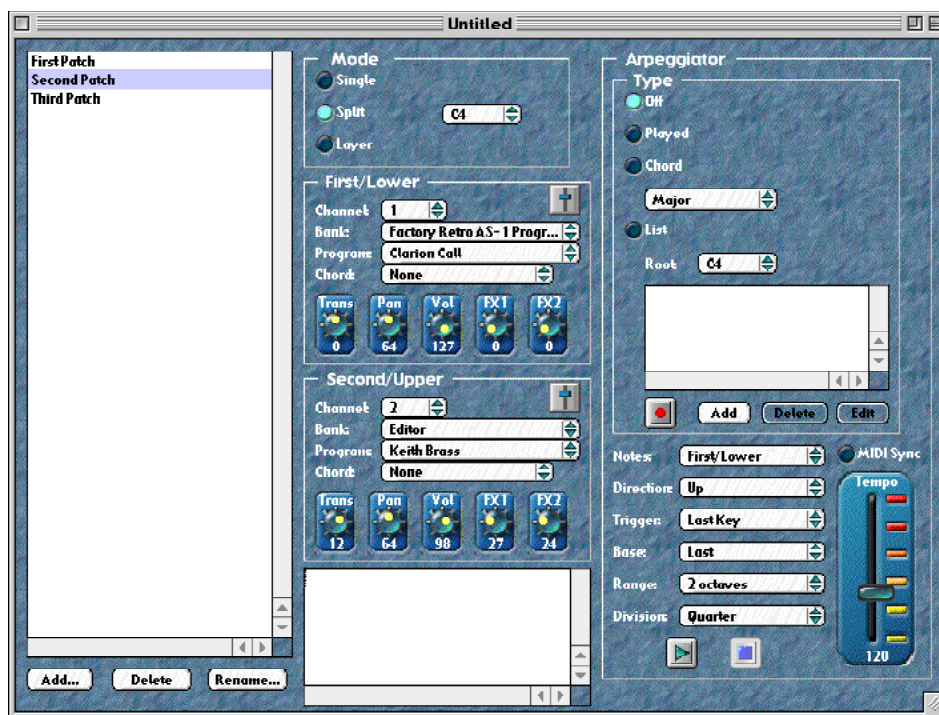 Untitled
First Patch
Second Patch
Third Patch
Add...
Delete
Rename...
Mode
Single
Split
C4
Layer
First/Lower
Channel:
1
Bank:
Factory Retro AS-1 Progr...
Program:
Clarion Call
Chord:
None
Trans
Pan
Vol
FX1
FX2
0
64
127
0
0
Second/Upper
Channel:
2
Bank:
Editor
Program:
Keith Brass
Chord:
None
Trans
Pan
Vol
FX1
FX2
12
64
98
27
24
Arpeggiator
Type
Off
Played
Chord
Major
List
Root:
C4
Add
Delete
Edit
Notes:
First/Lower
MIDI Sync
Direction:
Up
Trigger:
Last Key
Base:
Last
Range:
2 octaves
Division:
Quarter
Tempo
120